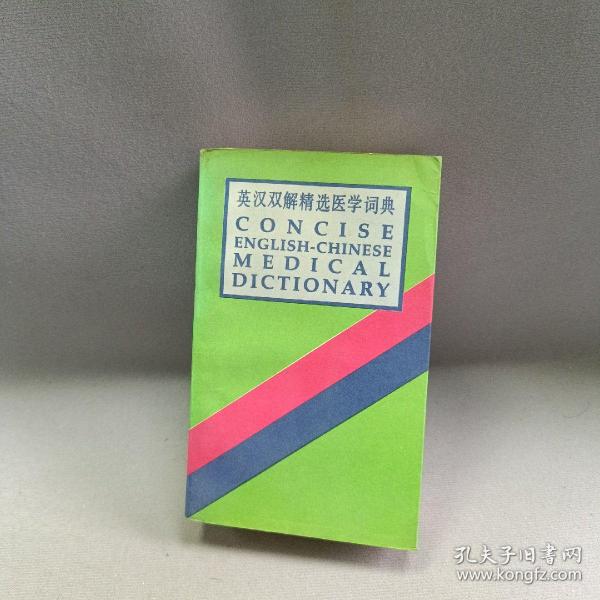 英汉双解精选医学词典
CONCISE
ENGLISH-CHINESE
MEDICAL
DICTIONARY
孔夫子旧书网
www.kongfz.com